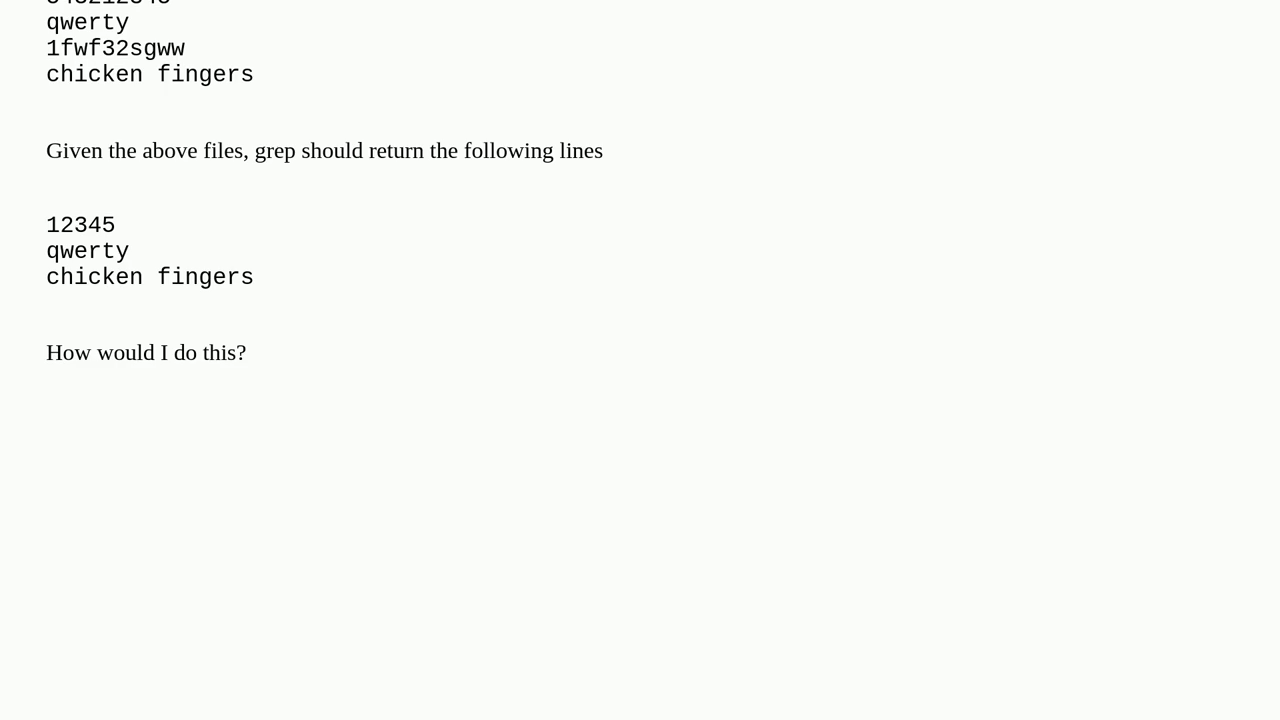 qwerty
1fwf32sgww
chicken fingers
Given the above files, grep should return the following lines
12345
qwerty
chicken fingers
How would I do this?